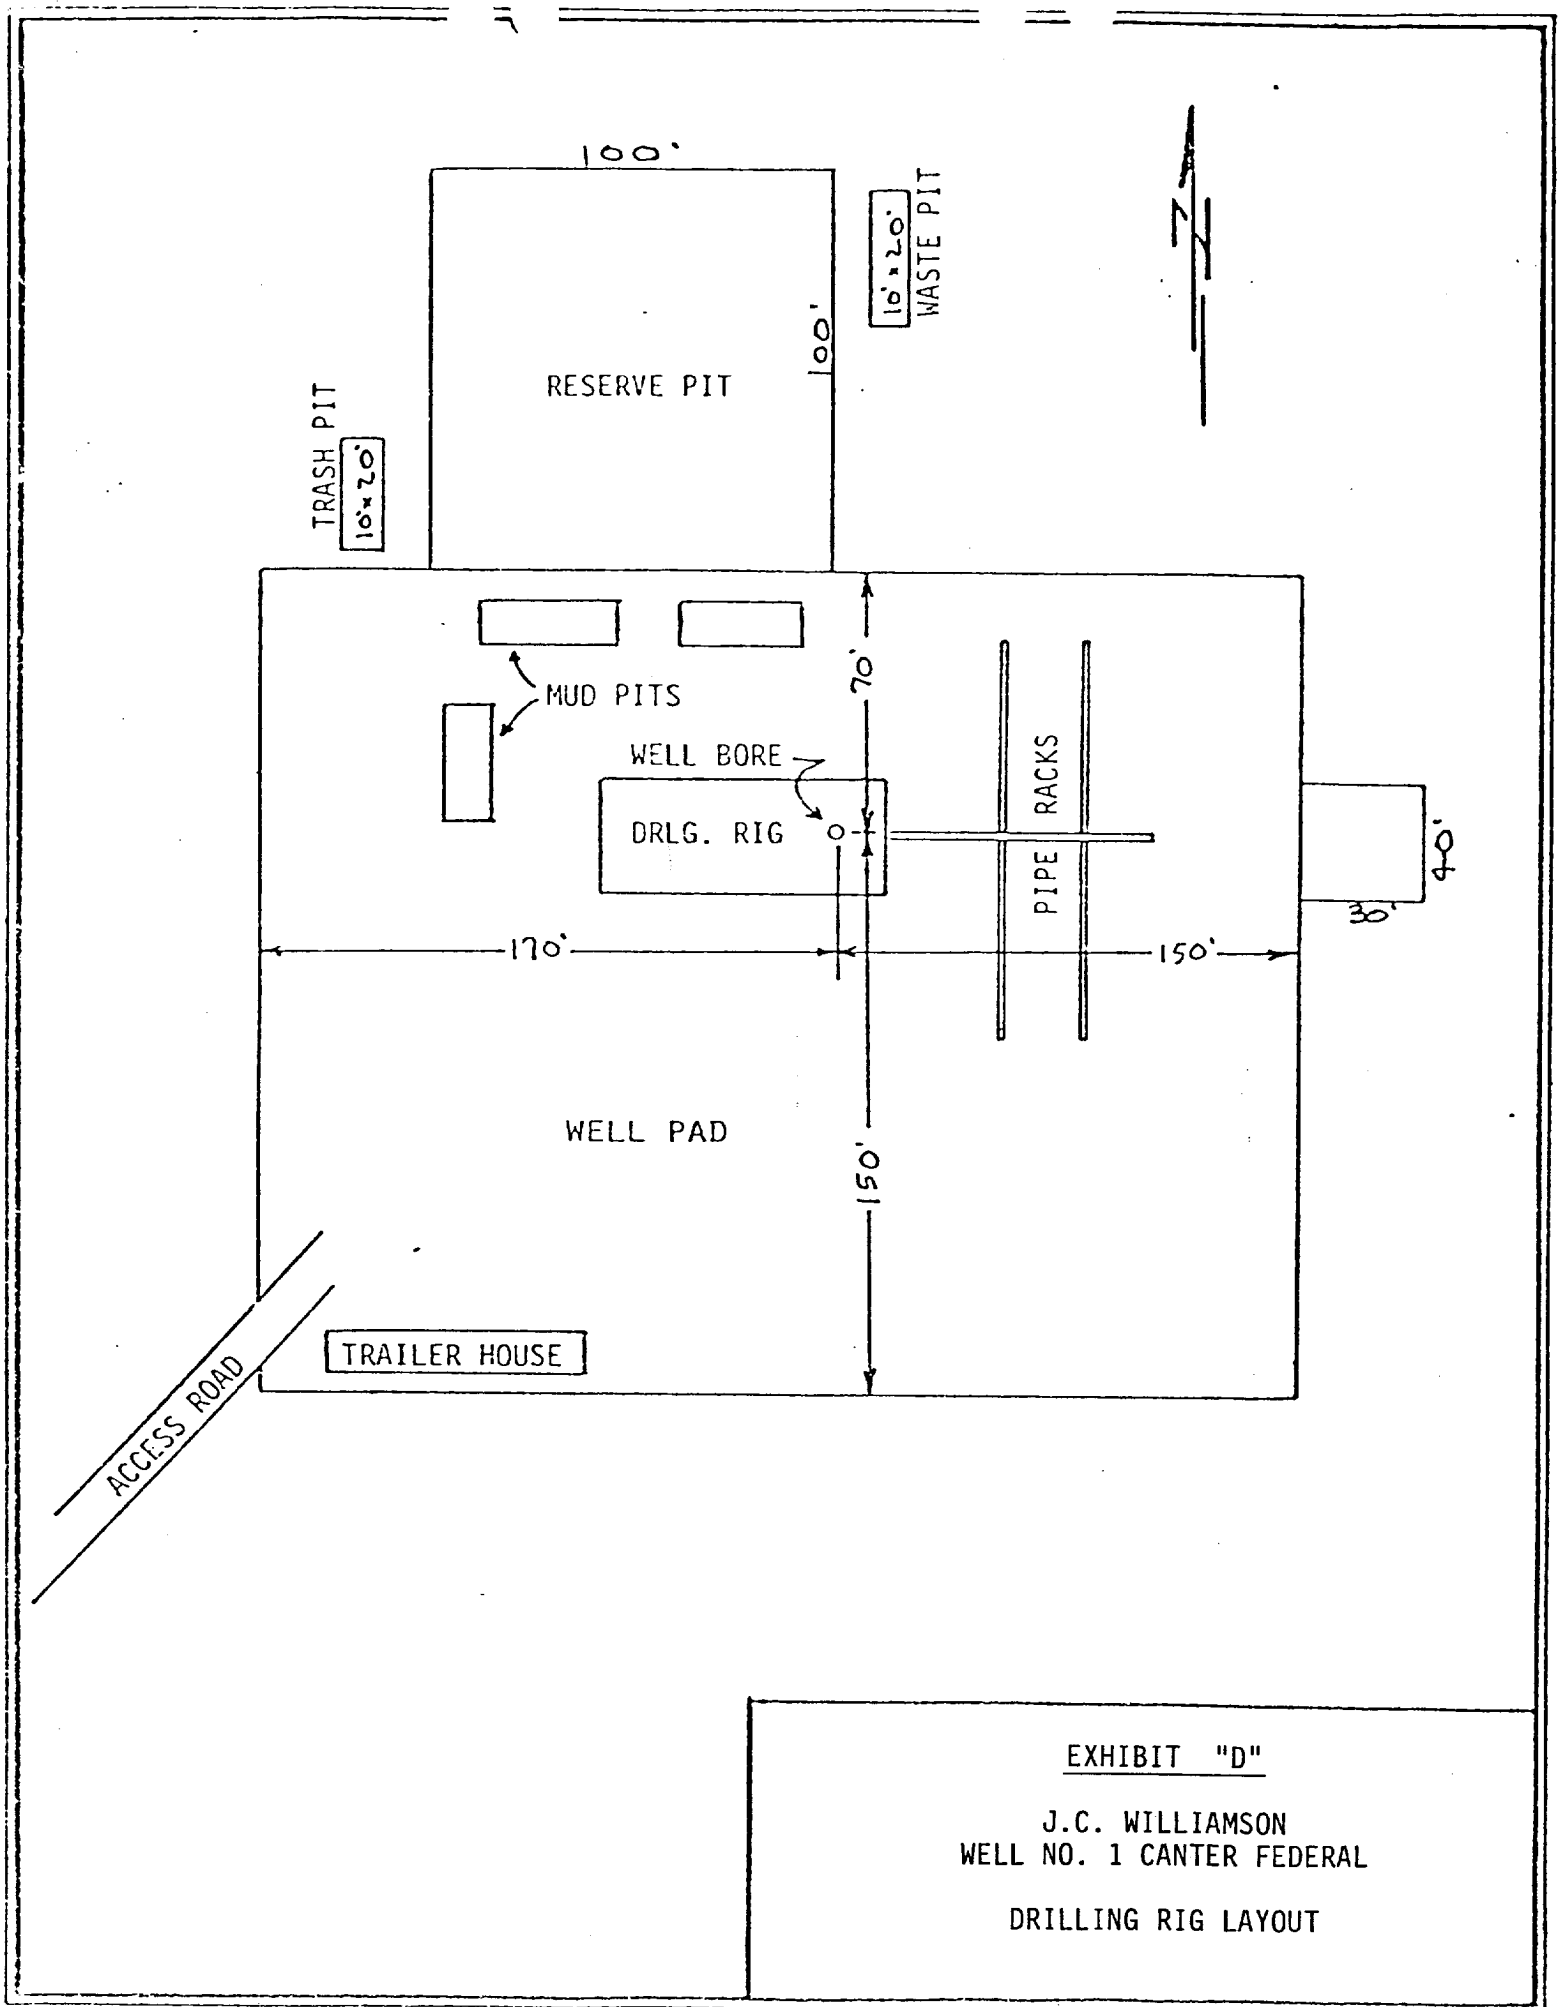 100'
10' x 20'
WASTE PIT
N
100'
RESERVE PIT
TRASH PIT
10' x 20'
70'
MUD PITS
WELL BORE
PIPE RACKS
DRLG. RIG
40'
30'
170'
150'
WELL PAD
150'
TRAILER HOUSE
ACCESS ROAD
EXHIBIT "D"
J.C. WILLIAMSON
WELL NO. 1 CANTER FEDERAL
DRILLING RIG LAYOUT